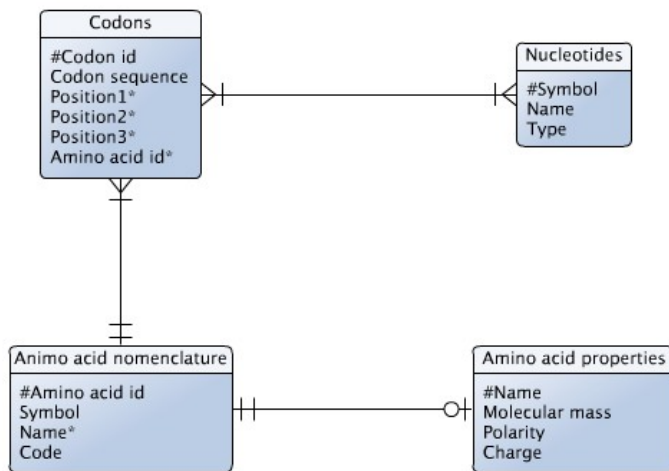 Codons
#Codon id
Codon sequence
Position1*
Position2*
Position3*
Amino acid id*
Nucleotides
#Symbol
Name
Type
Animo acid nomenclature
#Amino acid id
Symbol
Name*
Code
Amino acid properties
#Name
Molecular mass
Polarity
Charge